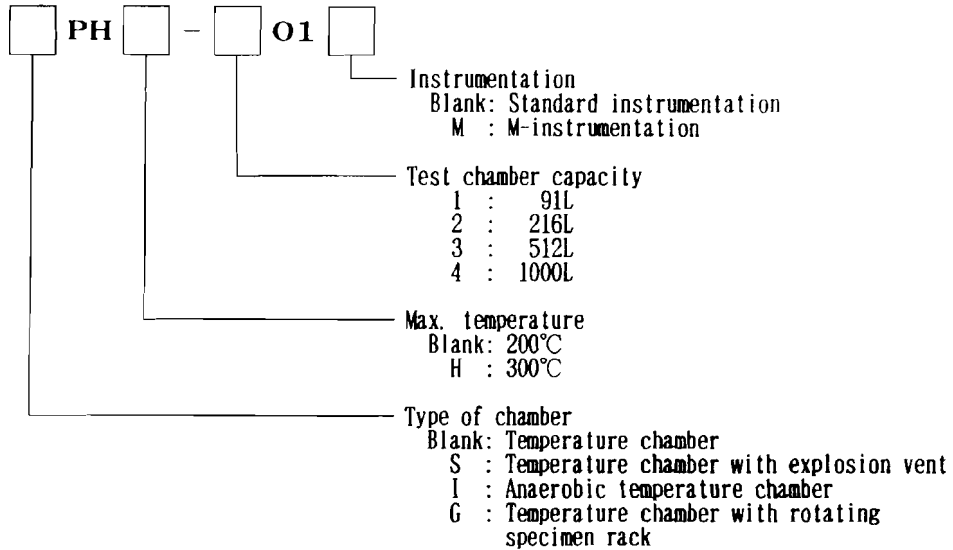 PH - 01
Instrumentation
Blank: Standard instrumentation
M : M-instrumentation
Test chamber capacity
1 : 91L
2 : 216L
3 : 512L
4 : 1000L
Max. temperature
Blank: 200℃
H : 300℃
Type of chamber
Blank: Temperature chamber
S : Temperature chamber with explosion vent
I : Anaerobic temperature chamber
G : Temperature chamber with rotating
specimen rack